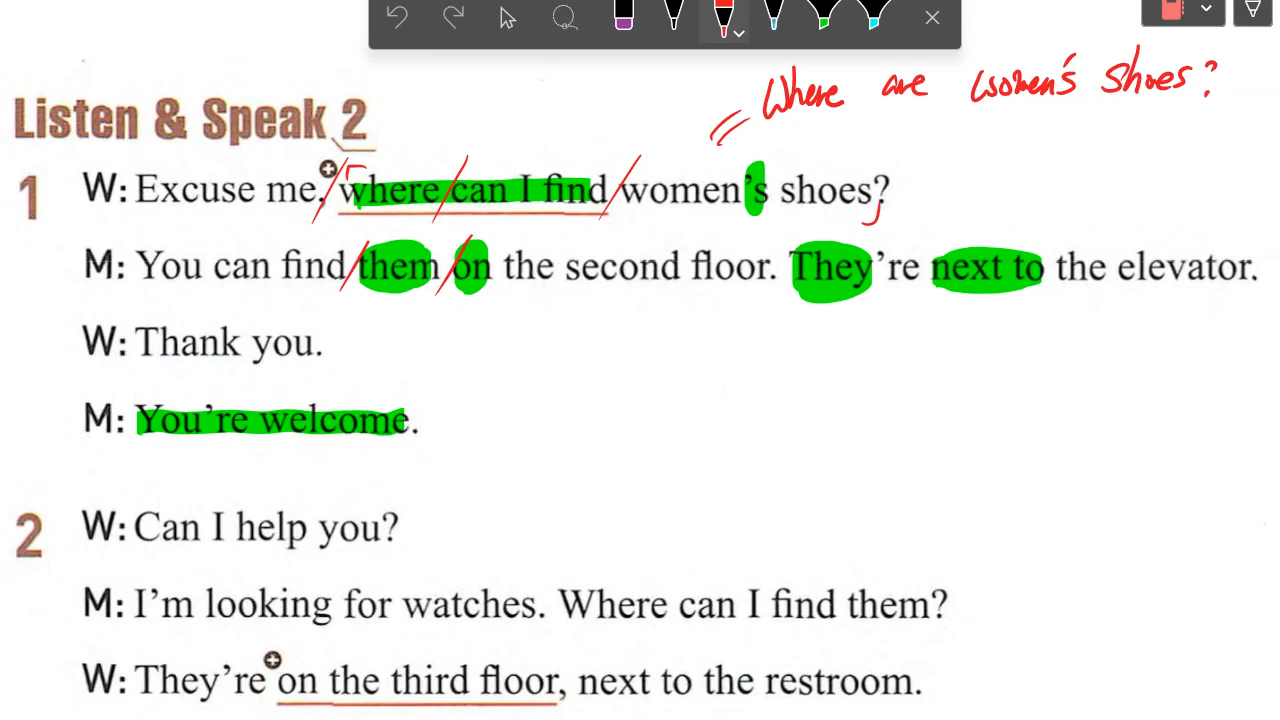 Where are women's shoes?
Listen & Speak 2
1 W: Excuse me, where can I find women's shoes?
M: You can find them on the second floor. They're next to the elevator.
W: Thank you.
M: You're welcome.
2 W: Can I help you?
M: I'm looking for watches. Where can I find them?
W: They're on the third floor, next to the restroom.